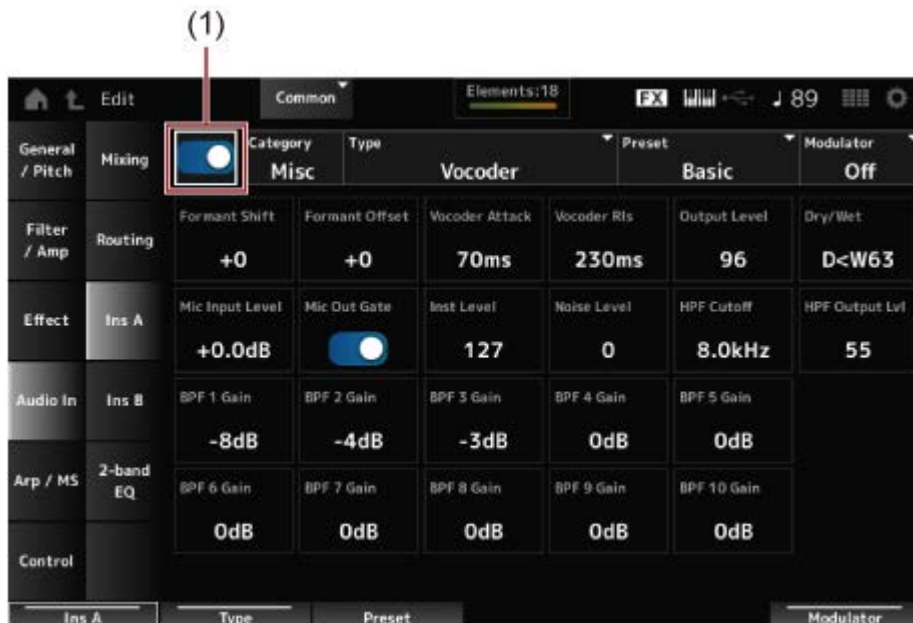 (1)
Edit
Common
Elements:18
FX
♩ 89
General / Pitch
Mixing
Category
Misc
Type
Vocoder
Preset
Basic
Modulator
Off
Filter / Amp
Routing
Formant Shift
+0
Formant Offset
+0
Vocoder Attack
70ms
Vocoder Rls
230ms
Output Level
96
Dry/Wet
D<W63
Effect
Ins A
Mic Input Level
+0.0dB
Mic Out Gate
Inst Level
127
Noise Level
0
HPF Cutoff
8.0kHz
HPF Output Lvl
55
Audio In
Ins B
BPF 1 Gain
-8dB
BPF 2 Gain
-4dB
BPF 3 Gain
-3dB
BPF 4 Gain
0dB
BPF 5 Gain
0dB
Arp / MS
2-band EQ
BPF 6 Gain
0dB
BPF 7 Gain
0dB
BPF 8 Gain
0dB
BPF 9 Gain
0dB
BPF 10 Gain
0dB
Control
Ins A
Type
Preset
Modulator